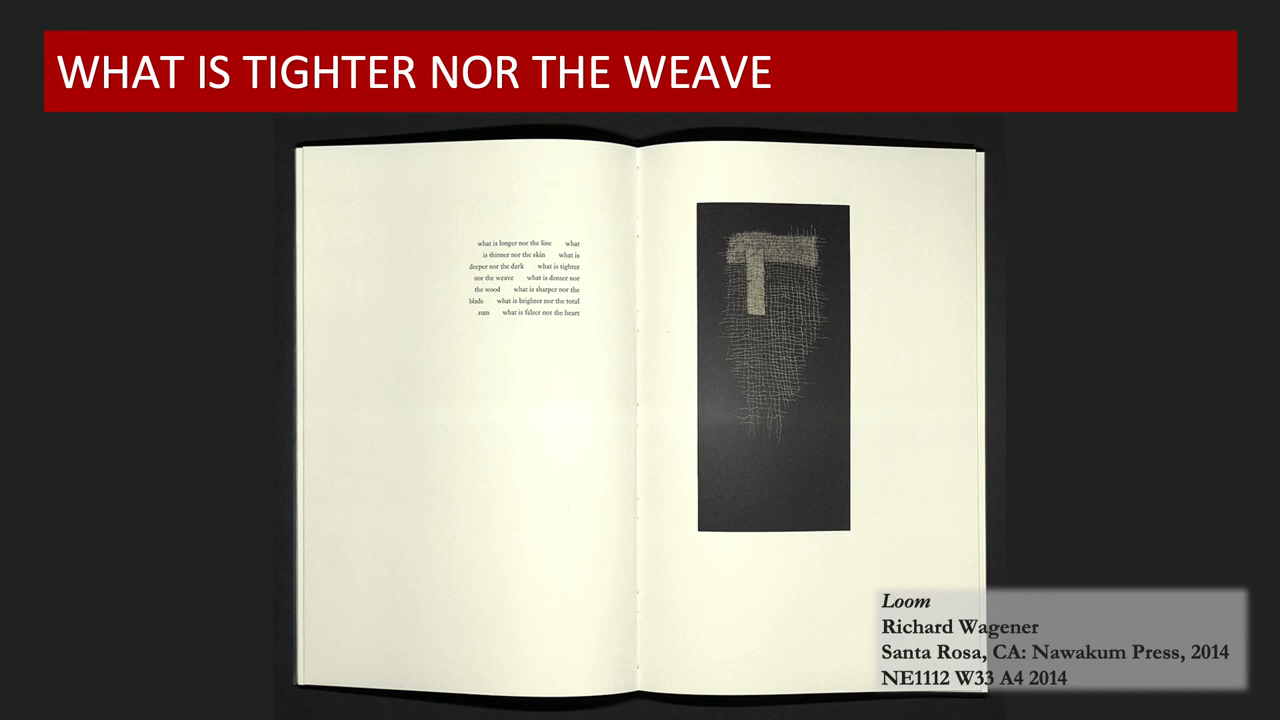 WHAT IS TIGHTER NOR THE WEAVE
what is longer nor the line what
is thinner nor the skin what is
deeper nor the dark what is tighter
nor the weave what is denser nor
the wood what is sharper nor the
blade what is brighter nor the total
sum what is falser nor the heart
Loom
Richard Wagener
Santa Rosa, CA: Nawakum Press, 2014
NE1112 W33 A4 2014